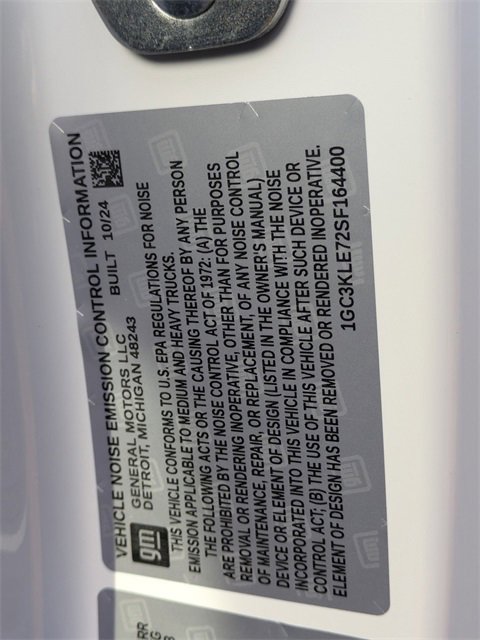 VEHICLE NOISE EMISSION CONTROL INFORMATION
gm
GENERAL MOTORS LLC BUILT 10/24
DETROIT, MICHIGAN 48243
THIS VEHICLE CONFORMS TO U.S. EPA REGULATIONS FOR NOISE
EMISSION APPLICABLE TO MEDIUM AND HEAVY TRUCKS.
THE FOLLOWING ACTS OR THE CAUSING THEREOF BY ANY PERSON
ARE PROHIBITED BY THE NOISE CONTROL ACT OF 1972: (A) THE
REMOVAL OR RENDERING INOPERATIVE, OTHER THAN FOR PURPOSES
OF MAINTENANCE, REPAIR, OR REPLACEMENT, OF ANY NOISE CONTROL
DEVICE OR ELEMENT OF DESIGN (LISTED IN THE OWNER'S MANUAL)
INCORPORATED INTO THIS VEHICLE IN COMPLIANCE WITH THE NOISE
CONTROL ACT; (B) THE USE OF THIS VEHICLE AFTER SUCH DEVICE OR
ELEMENT OF DESIGN HAS BEEN REMOVED OR RENDERED INOPERATIVE.
1GC3KLE72SF164400
RR